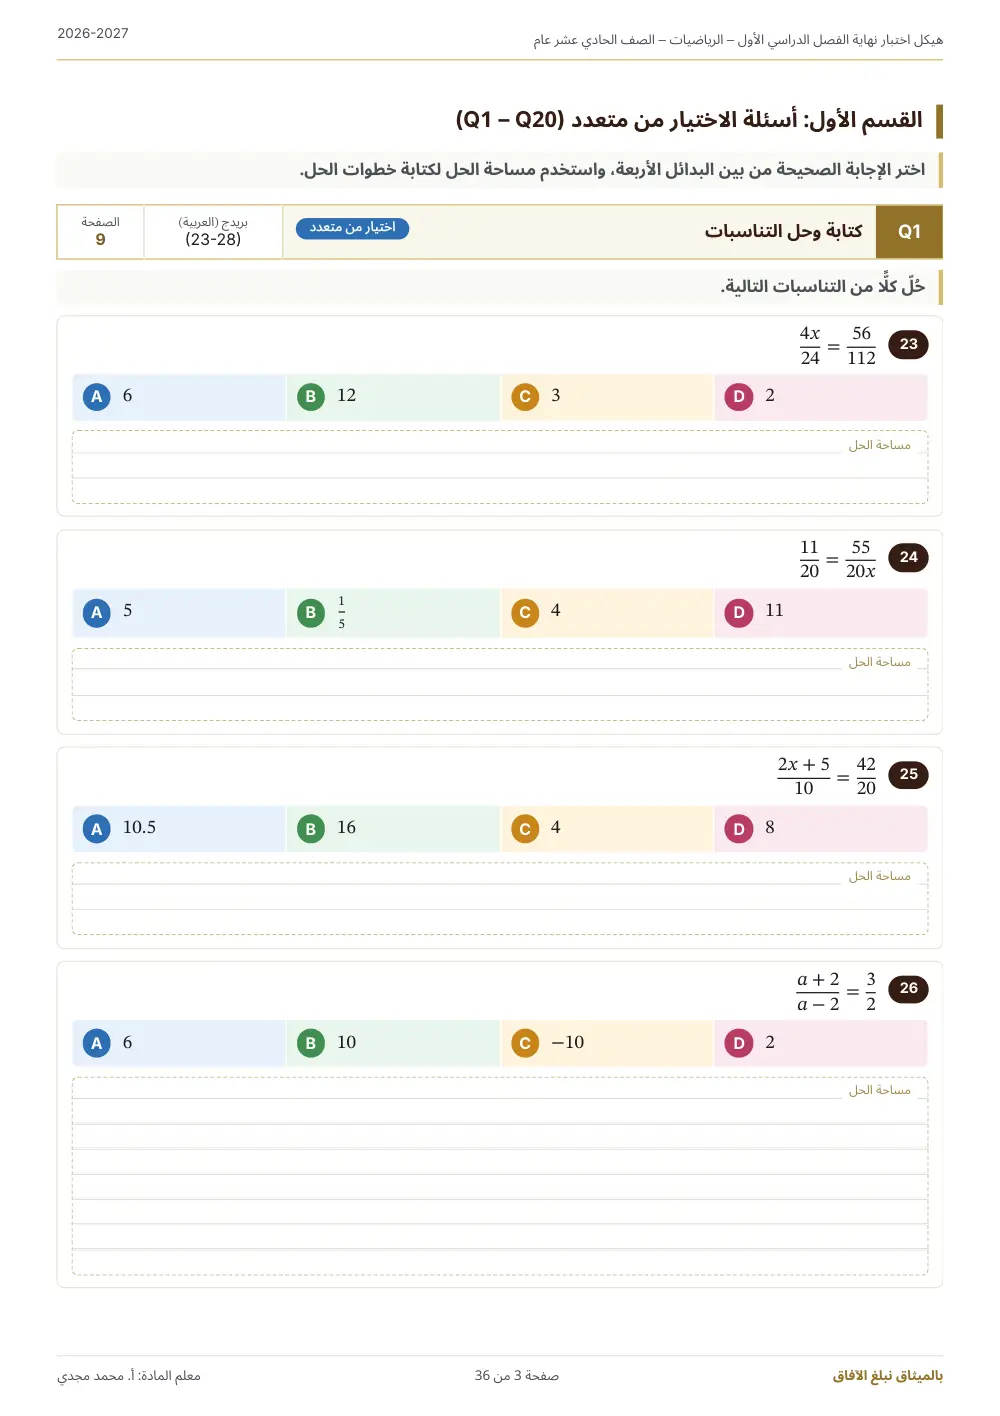 هيكل اختبار نهاية الفصل الدراسي الأول – الرياضيات – الصف الحادي عشر عام
2026-2027
القسم الأول: أسئلة الاختيار من متعدد (Q1 – Q20)
اختر الإجابة الصحيحة من بين البدائل الأربعة، واستخدم مساحة الحل لكتابة خطوات الحل.
Q1 كتابة وحل التناسبات اختيار من متعدد
بريدج (العربية)
(23-28)
الصفحة
9
حُلّ كلًّا من التناسبات التالية.
23 4x/24 = 56/112
A 6 B 12 C 3 D 2
مساحة الحل
24 11/20 = 55/20x
A 5 B 1/5 C 4 D 11
مساحة الحل
25 (2x + 5)/10 = 42/20
A 10.5 B 16 C 4 D 8
مساحة الحل
26 (a + 2)/(a − 2) = 3/2
A 6 B 10 C −10 D 2
مساحة الحل
بالميثاق نبلغ الآفاق
صفحة 3 من 36
معلم المادة: أ. محمد مجدي